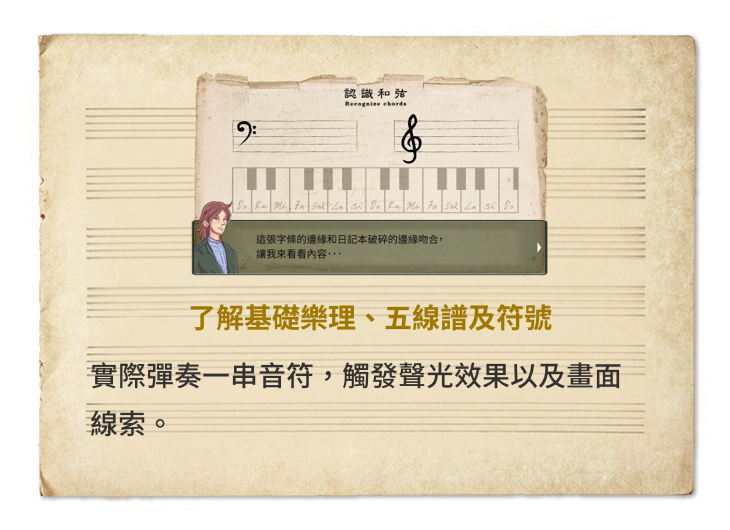 認識和弦
Recognize chords
Do Re Mi Fa Sol La Si Do Re Mi Fa Sol La Si Do
這張字條的邊緣和日記本破碎的邊緣吻合，
讓我來看看內容···
了解基礎樂理、五線譜及符號
實際彈奏一串音符，觸發聲光效果以及畫面
線索。